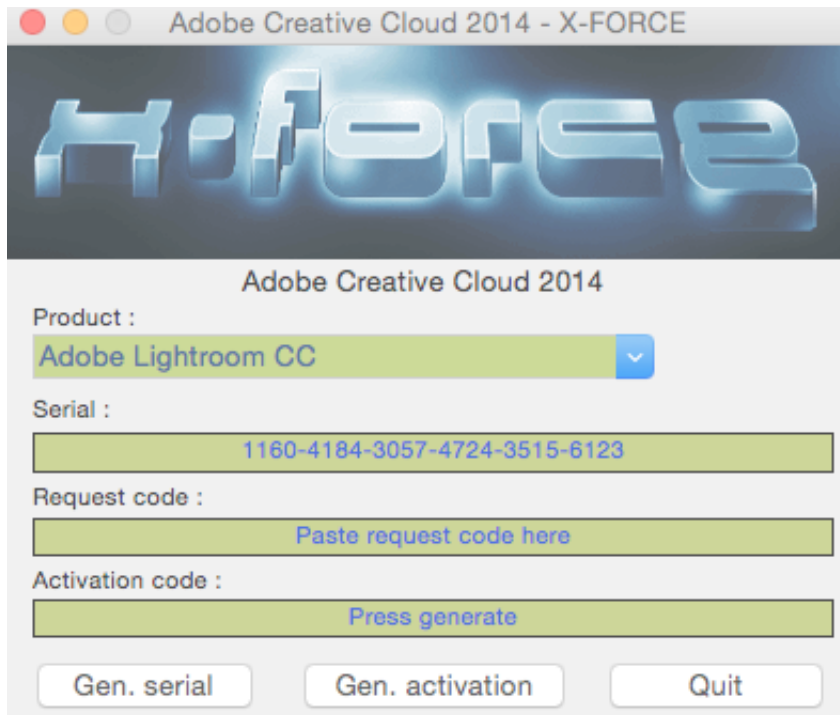 Adobe Creative Cloud 2014 - X-FORCE
X-force
Adobe Creative Cloud 2014
Product :
Adobe Lightroom CC
Serial :
1160-4184-3057-4724-3515-6123
Request code :
Paste request code here
Activation code :
Press generate
Gen. serial Gen. activation Quit